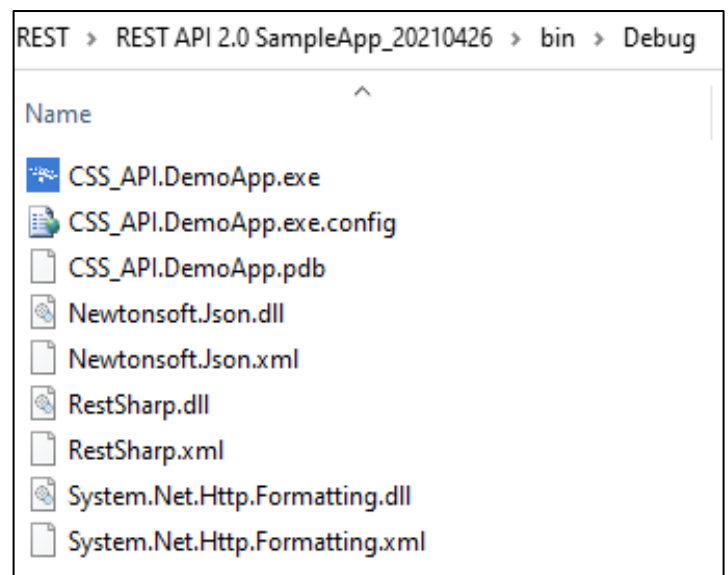 REST > REST API 2.0 SampleApp_20210426 > bin > Debug
Name
CSS_API.DemoApp.exe
CSS_API.DemoApp.exe.config
CSS_API.DemoApp.pdb
Newtonsoft.Json.dll
Newtonsoft.Json.xml
RestSharp.dll
RestSharp.xml
System.Net.Http.Formatting.dll
System.Net.Http.Formatting.xml